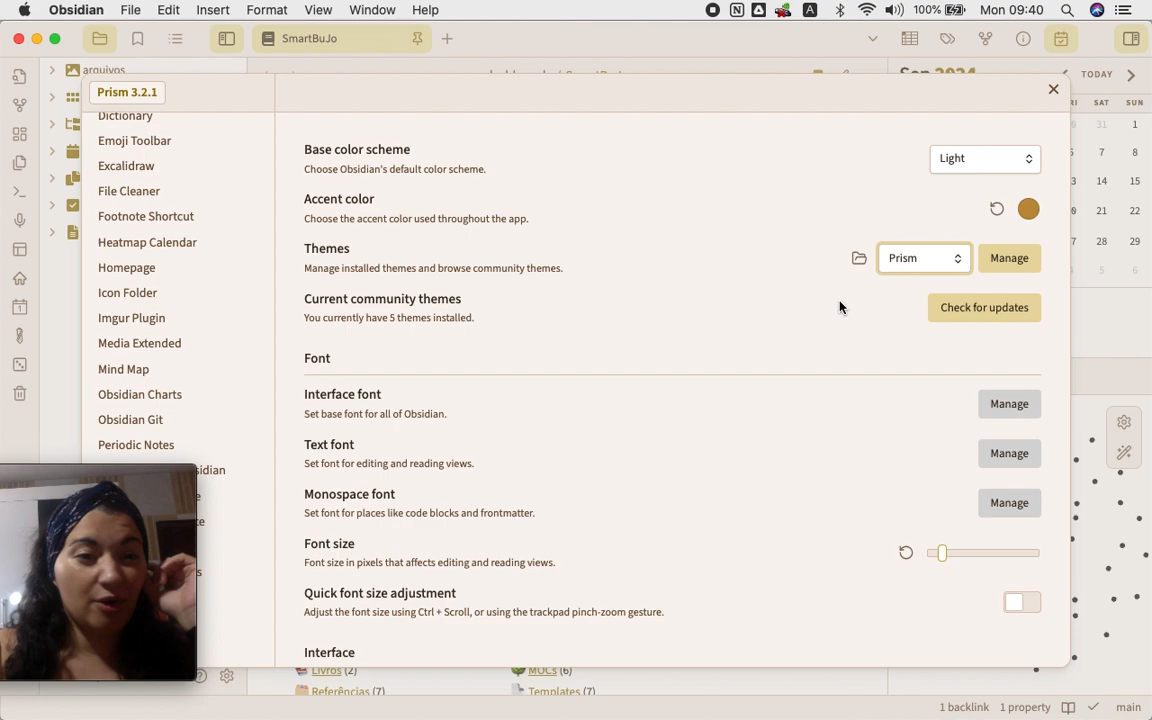 Obsidian File Edit Insert Format View Window Help 100% Mon 09:40
SmartBuJo
arquivos
Sep 2024
TODAY
Prism 3.2.1
SAT SUN
31 1
7 8
14 15
21 22
28 29
5 6
Dictionary
Emoji Toolbar
Excalidraw
File Cleaner
Footnote Shortcut
Heatmap Calendar
Homepage
Icon Folder
Imgur Plugin
Media Extended
Mind Map
Obsidian Charts
Obsidian Git
Periodic Notes
Base color scheme
Choose Obsidian's default color scheme.
Light
Accent color
Choose the accent color used throughout the app.
Themes
Manage installed themes and browse community themes.
Prism
Manage
Current community themes
You currently have 5 themes installed.
Check for updates
Font
Interface font
Set base font for all of Obsidian.
Manage
Text font
Set font for editing and reading views.
Manage
Monospace font
Set font for places like code blocks and frontmatter.
Manage
Font size
Font size in pixels that affects editing and reading views.
Quick font size adjustment
Adjust the font size using Ctrl + Scroll, or using the trackpad pinch-zoom gesture.
Interface
Livros (2)
MOCs (6)
Referências (7)
Templates (7)
1 backlink 1 property main